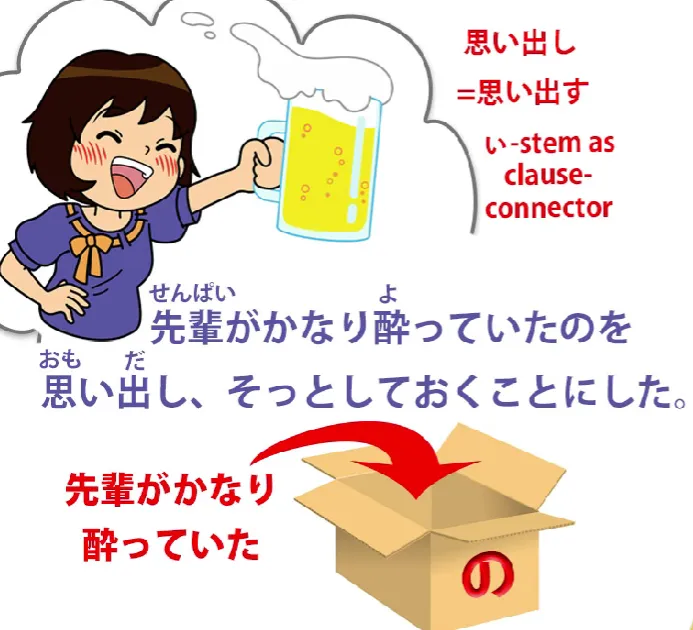 思い出し
=思い出す
い-stem as
clause-
connector
せんぱい よ
先輩がかなり酔っていたのを
おも だ
思い出し、そっとしておくことにした。
先輩がかなり
酔っていた
の